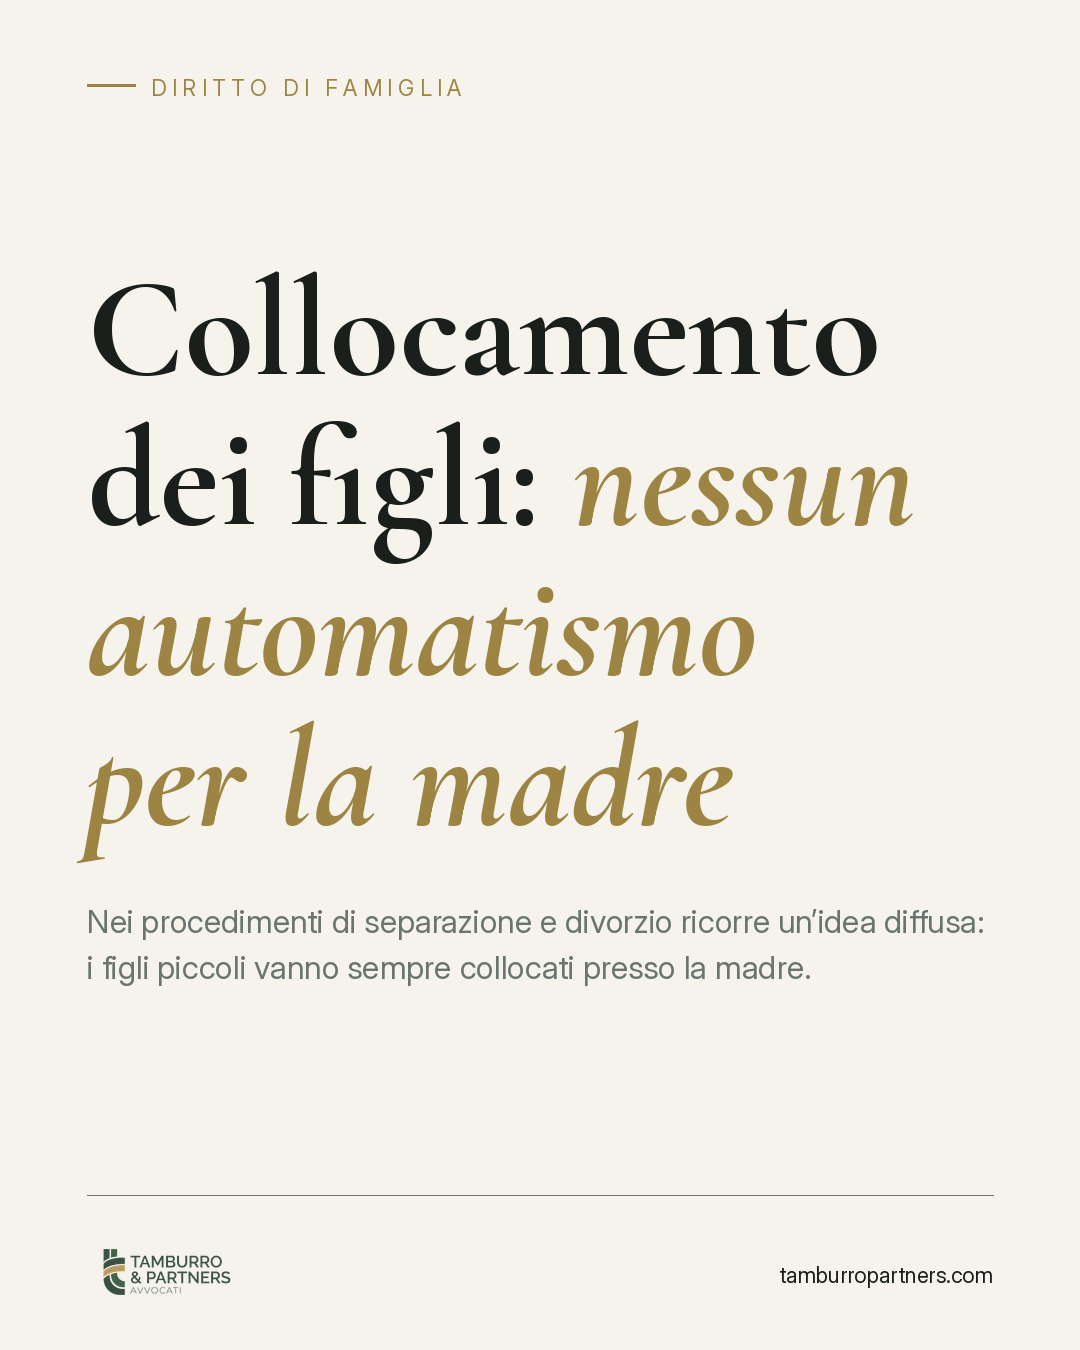 DIRITTO DI FAMIGLIA
Collocamento
dei figli: nessun
automatismo
per la madre
Nei procedimenti di separazione e divorzio ricorre un’idea diffusa:
i figli piccoli vanno sempre collocati presso la madre.
TAMBURRO
& PARTNERS
AVVOCATI
tamburropartners.com